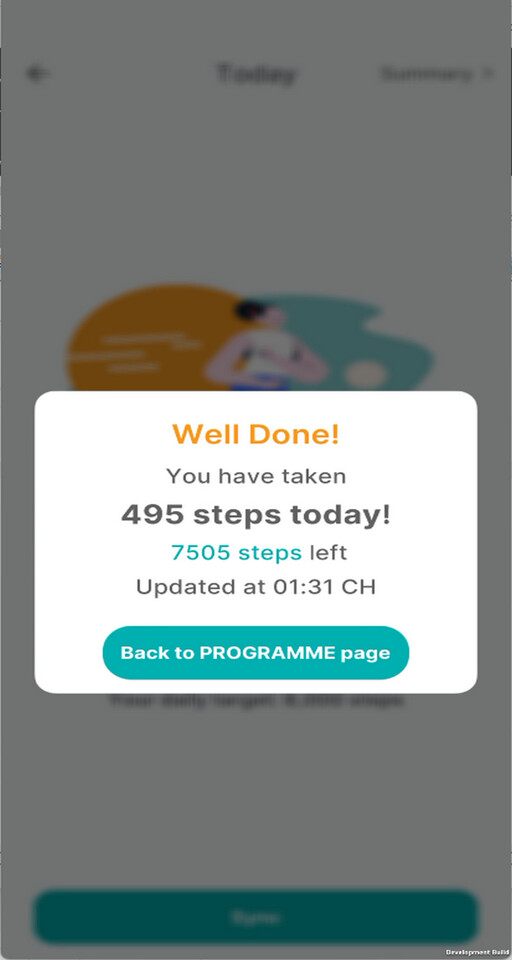 Today
Summary >
Well Done!
You have taken
495 steps today!
7505 steps left
Updated at 01:31 CH
Back to PROGRAMME page
Your daily target: 8,000 steps
Sync
Development Build